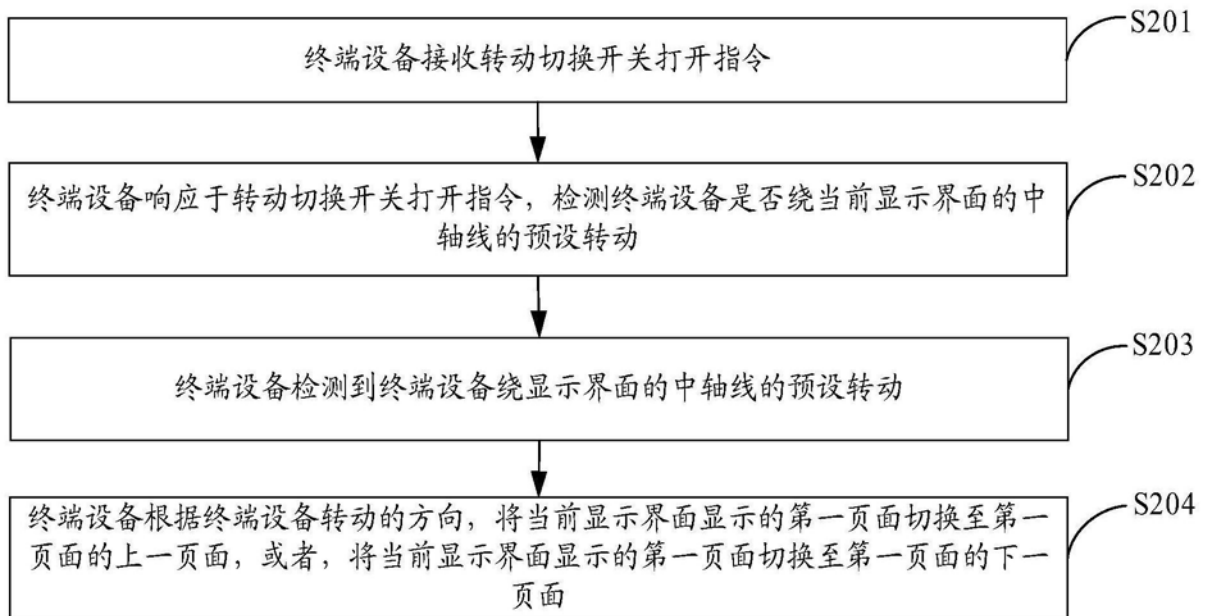 S201
终端设备接收转动切换开关打开指令
S202
终端设备响应于转动切换开关打开指令，检测终端设备是否绕当前显示界面的中
轴线的预设转动
S203
终端设备检测到终端设备绕显示界面的中轴线的预设转动
S204
终端设备根据终端设备转动的方向，将当前显示界面显示的第一页面切换至第一
页面的上一页面，或者，将当前显示界面显示的第一页面切换至第一页面的下一
页面